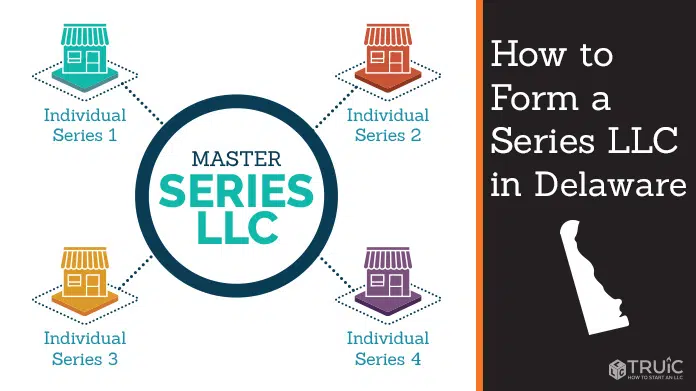 Individual
Series 1
Individual
Series 2
MASTER
SERIES
LLC
Individual
Series 3
Individual
Series 4
How to
Form a
Series LLC
in Delaware
LLC
TRUiC
HOW TO START AN LLC